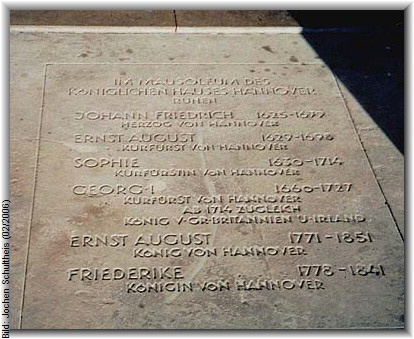 IM MAUSOLEUM DES
KÖNIGLICHEN HAUSES HANNOVER
RUHEN
JOHANN FRIEDRICH 1625-1679
HERZOG VON HANNOVER
ERNST AUGUST 1629-1698
KURFÜRST VON HANNOVER
SOPHIE 1630-1714
KURFÜRSTIN VON HANNOVER
GEORG·I 1660-1727
KURFÜRST VON HANNOVER
AB 1714 ZUGLEICH
KÖNIG V·GR·BRITANNIEN U·IRLAND
ERNST AUGUST 1771-1851
KÖNIG VON HANNOVER
FRIEDERIKE 1778-1841
KÖNIGIN VON HANNOVER
Bild: Jochen Schultheis (02/2006)